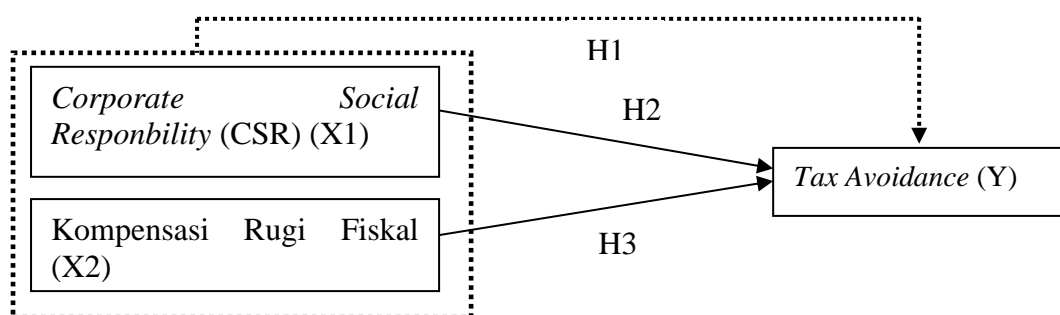 H1
Corporate Social
Responbility (CSR) (X1)
H2
Tax Avoidance (Y)
Kompensasi Rugi Fiskal
(X2)
H3